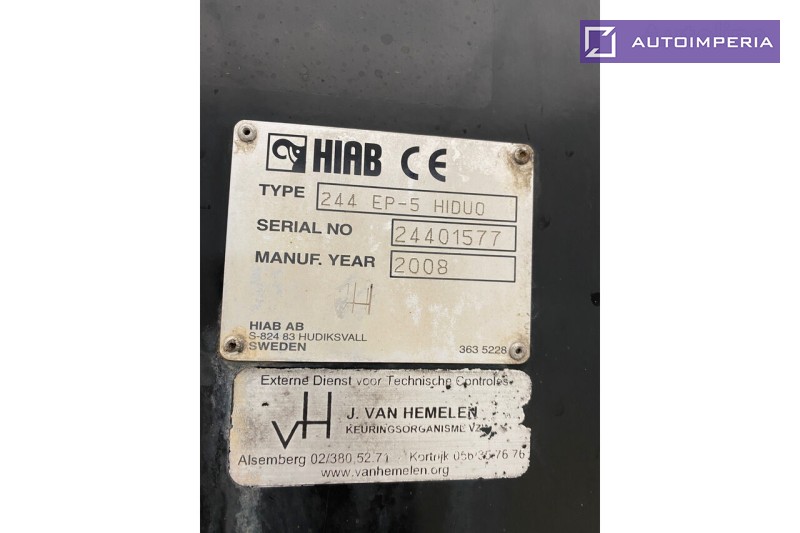 AUTOIMPERIA
HIAB CE
TYPE 244 EP-5 HIDUO
SERIAL NO 24401577
MANUF. YEAR 2008
HIAB AB
S-824 83 HUDIKSVALL
SWEDEN 363 5228
Externe Dienst voor Technische Controles
VH J. VAN HEMELEN
KEURINGSORGANISME VZW
Alsemberg 02/380.52.71 Kortrijk 056/35 76 76
www.vanhemelen.org